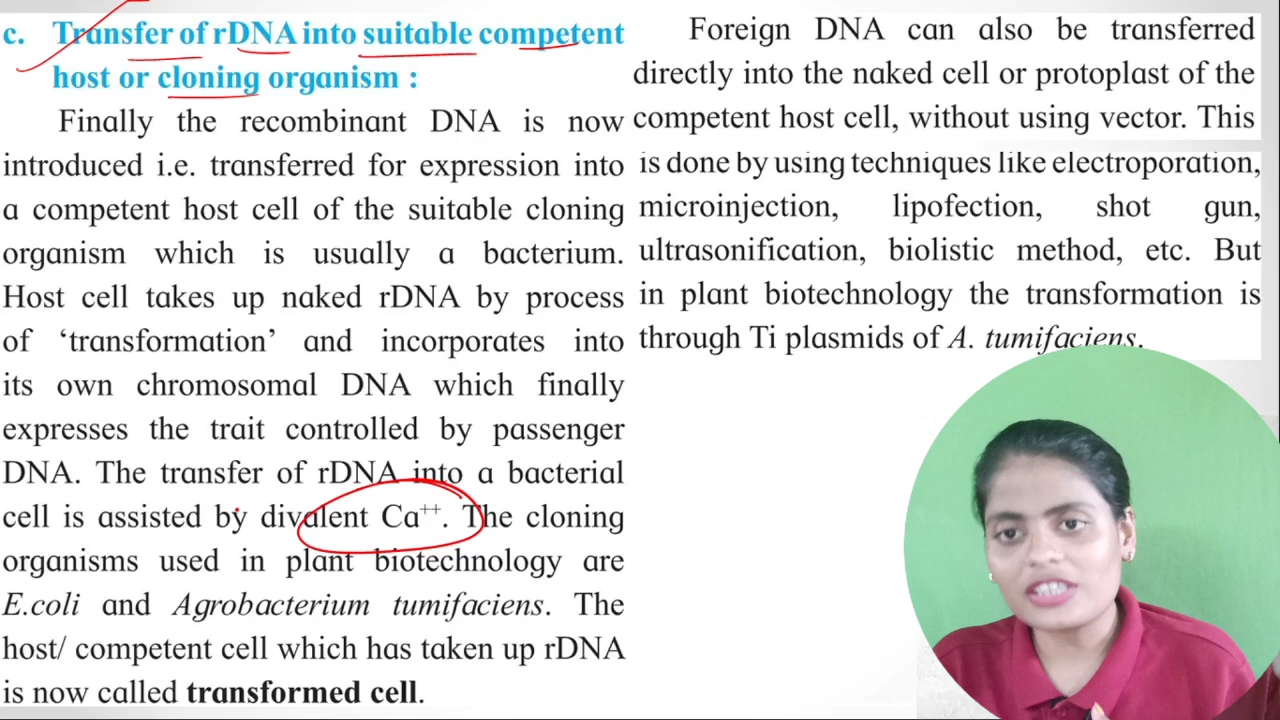 c. Transfer of rDNA into suitable competent
host or cloning organism :
Finally the recombinant DNA is now
introduced i.e. transferred for expression into
a competent host cell of the suitable cloning
organism which is usually a bacterium.
Host cell takes up naked rDNA by process
of ‘transformation’ and incorporates into
its own chromosomal DNA which finally
expresses the trait controlled by passenger
DNA. The transfer of rDNA into a bacterial
cell is assisted by divalent Ca++. The cloning
organisms used in plant biotechnology are
E.coli and Agrobacterium tumifaciens. The
host/ competent cell which has taken up rDNA
is now called transformed cell.
Foreign DNA can also be transferred
directly into the naked cell or protoplast of the
competent host cell, without using vector. This
is done by using techniques like electroporation,
microinjection, lipofection, shot gun,
ultrasonification, biolistic method, etc. But
in plant biotechnology the transformation is
through Ti plasmids of A. tumifaciens.